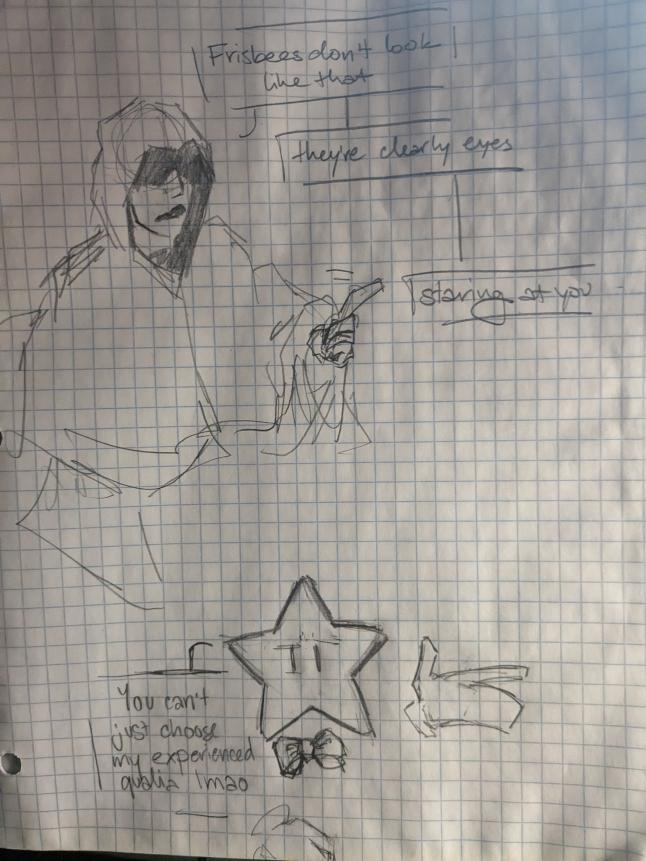 Frisbees don't look
like that
they're clearly eyes
staring at you
You can't
just choose
my experienced
qualia lmao